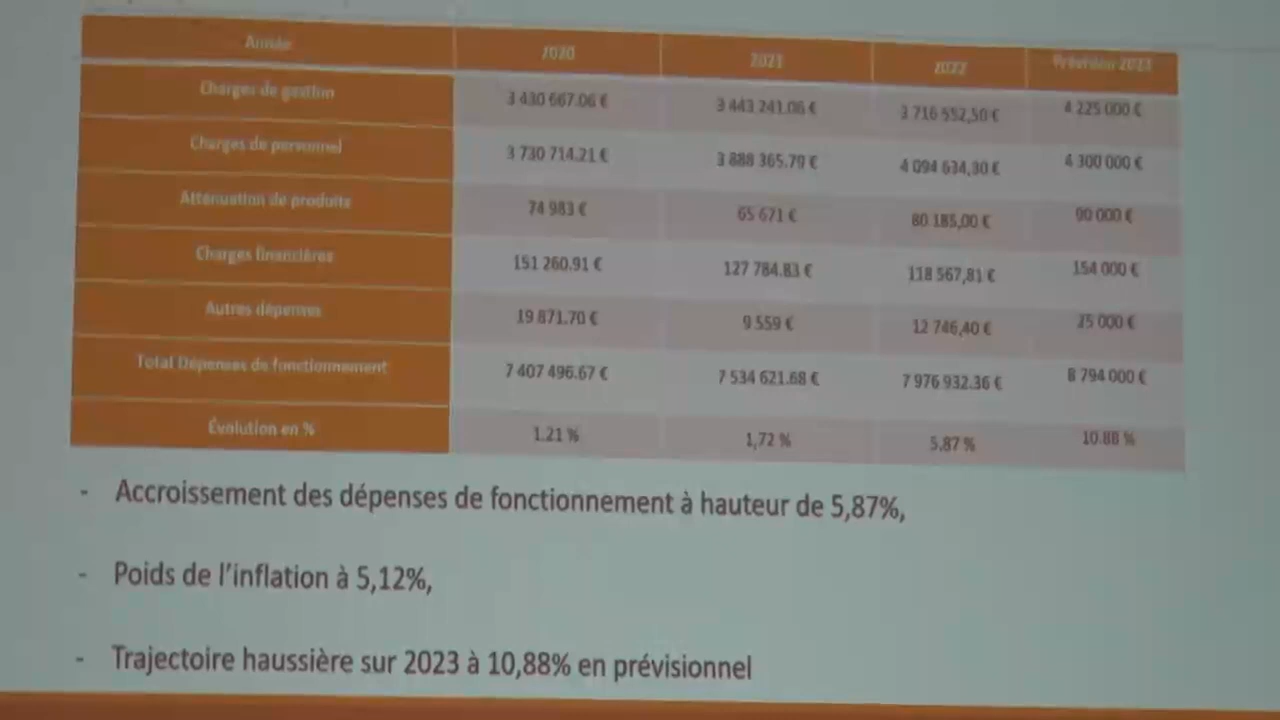 Année 2020 2021 2022 Prévision 2023
Charges de gestion 3 430 667.06 € 3 443 241.06 € 3 716 552,50 € 4 225 000 €
Charges de personnel 3 730 714.21 € 3 888 365.79 € 4 094 634,30 € 4 300 000 €
Atténuation de produits 74 983 € 65 671 € 80 185,00 € 90 000 €
Charges financières 151 260.91 € 127 784.83 € 118 567,81 € 154 000 €
Autres dépenses 19 871.70 € 9 559 € 12 746,40 € 25 000 €
Total Dépenses de fonctionnement 7 407 496.67 € 7 534 621.68 € 7 976 932.36 € 8 794 000 €
Évolution en % 1.21 % 1,72 % 5,87 % 10.88 %
- Accroissement des dépenses de fonctionnement à hauteur de 5,87%,
- Poids de l'inflation à 5,12%,
- Trajectoire haussière sur 2023 à 10,88% en prévisionnel